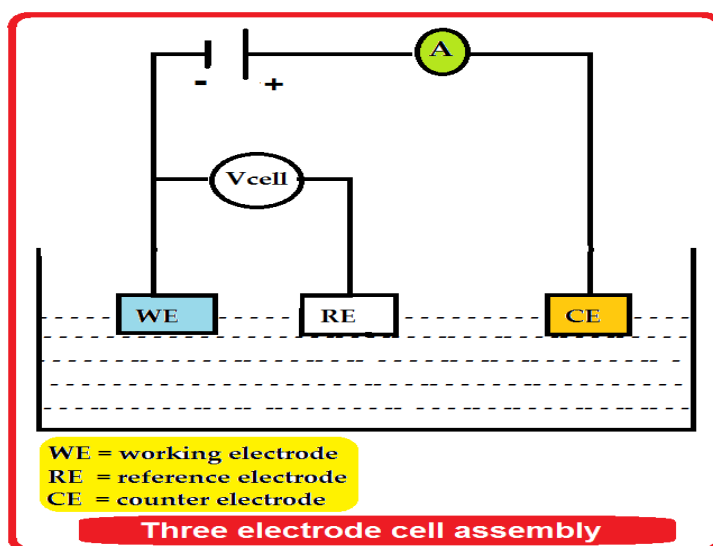 A
-
+
Vcell
WE
RE
CE
WE = working electrode
RE = reference electrode
CE = counter electrode
Three electrode cell assembly